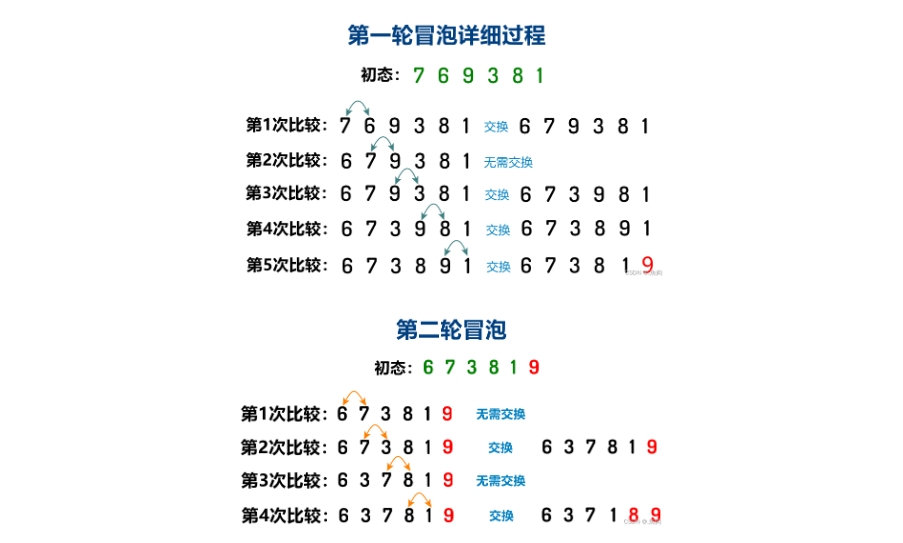 第一轮冒泡详细过程
初态： 7 6 9 3 8 1
第1次比较： 7 6 9 3 8 1 交换 6 7 9 3 8 1
第2次比较： 6 7 9 3 8 1 无需交换
第3次比较： 6 7 9 3 8 1 交换 6 7 3 9 8 1
第4次比较： 6 7 3 9 8 1 交换 6 7 3 8 9 1
第5次比较： 6 7 3 8 9 1 交换 6 7 3 8 1 9
第二轮冒泡
初态： 6 7 3 8 1 9
第1次比较： 6 7 3 8 1 9 无需交换
第2次比较： 6 7 3 8 1 9 交换 6 3 7 8 1 9
第3次比较： 6 3 7 8 1 9 无需交换
第4次比较： 6 3 7 8 1 9 交换 6 3 7 1 8 9